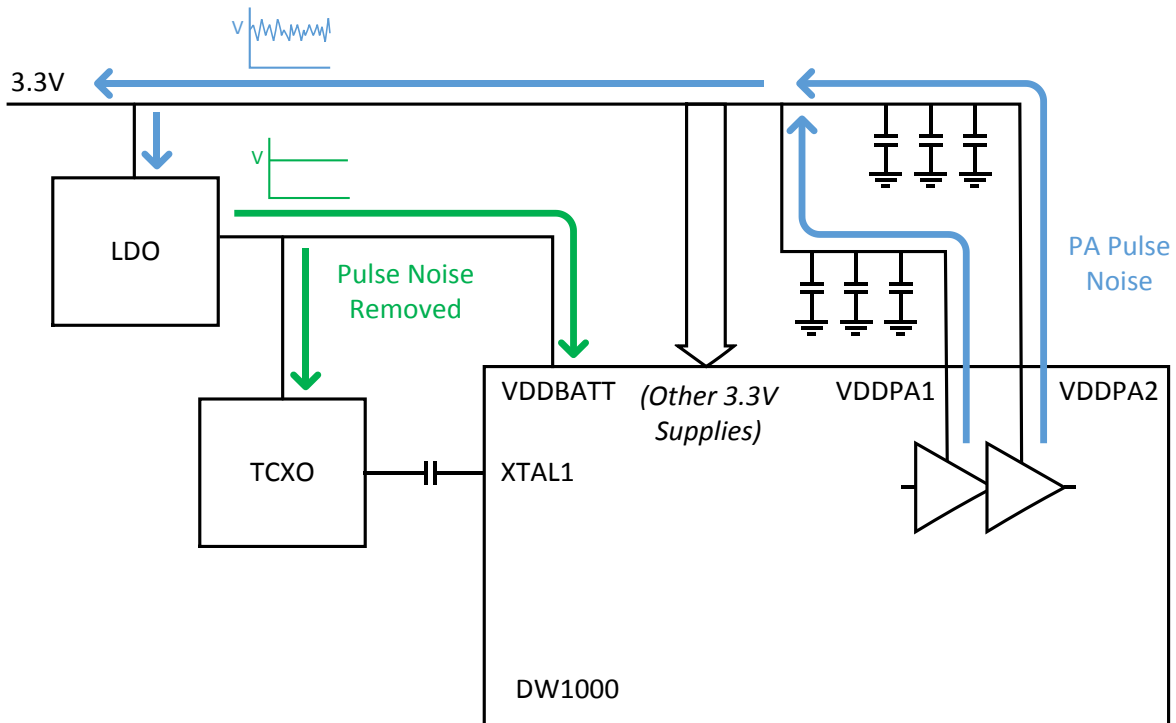 V
3.3V
V
LDO
Pulse Noise
Removed
PA Pulse
Noise
VDDBATT
(Other 3.3V
Supplies)
VDDPA1
VDDPA2
TCXO
XTAL1
DW1000